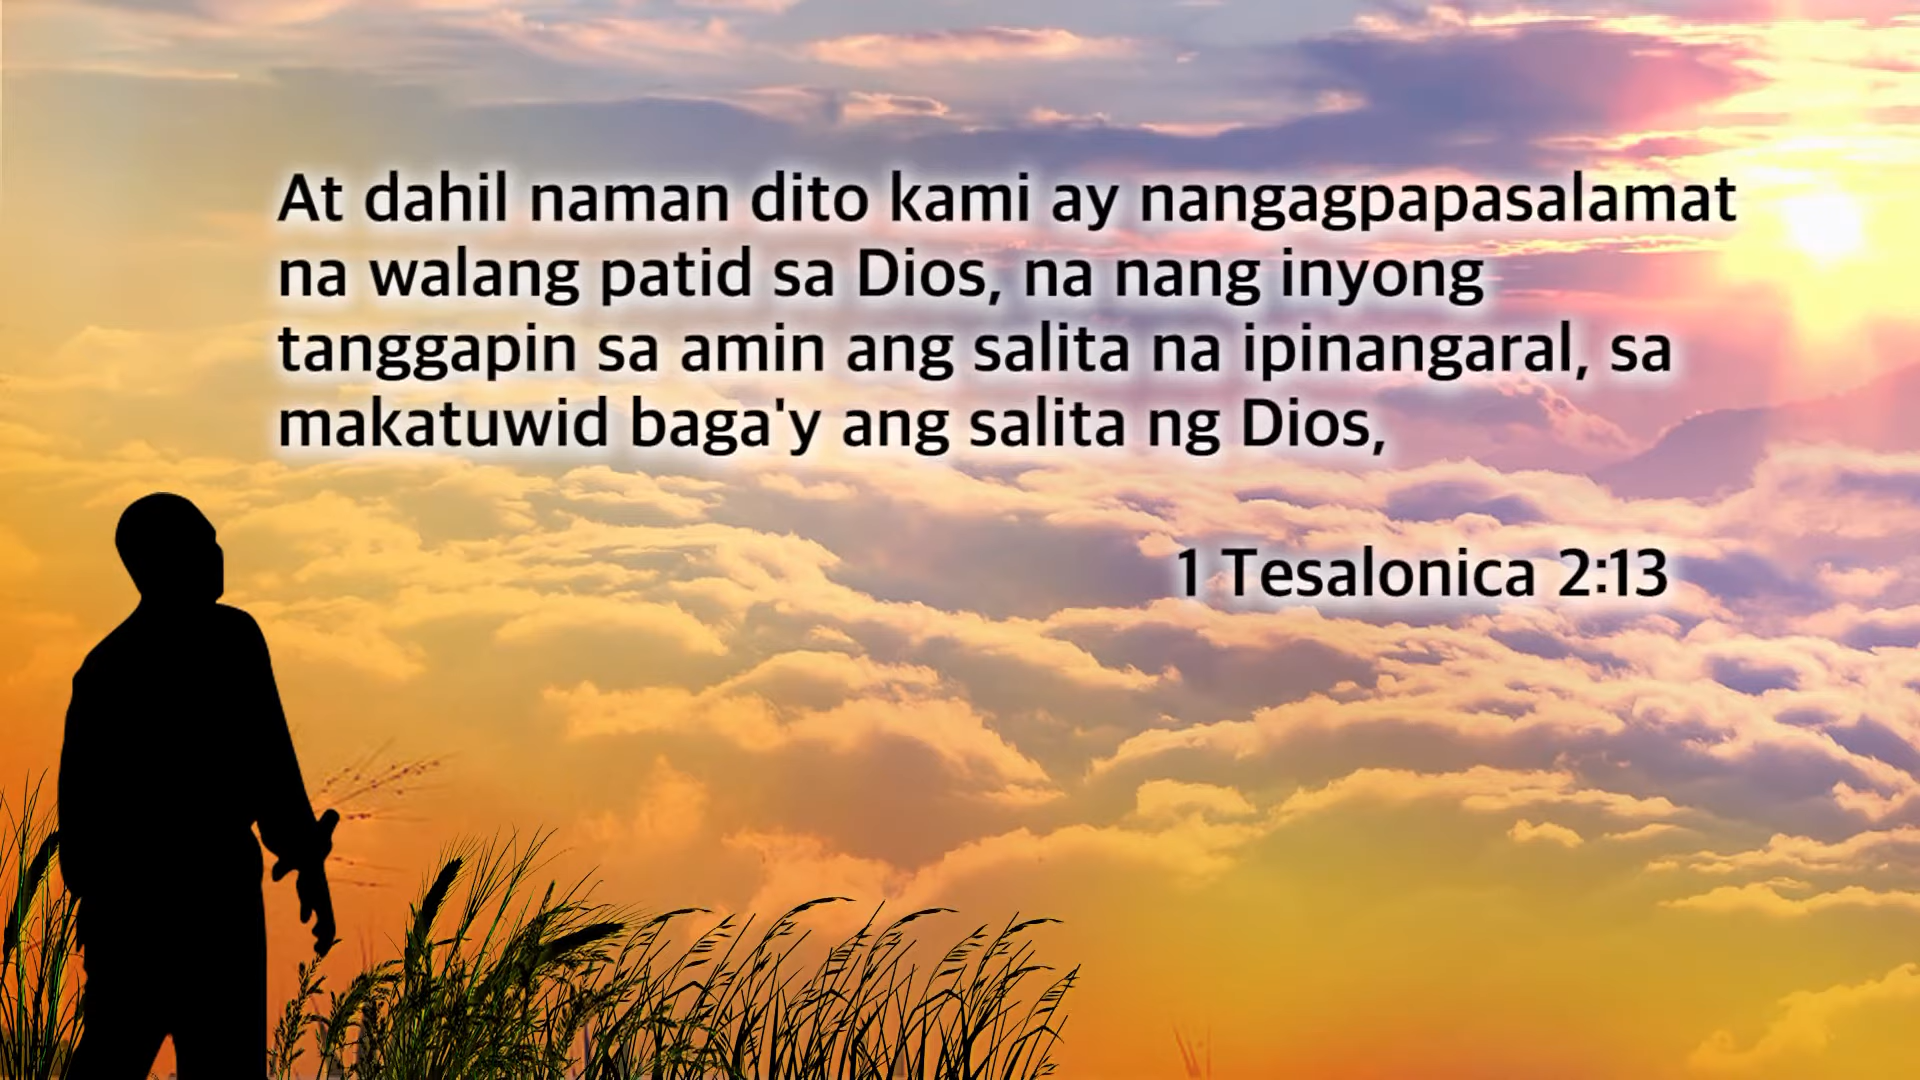 At dahil naman dito kami ay nangagpapasalamat
na walang patid sa Dios, na nang inyong
tanggapin sa amin ang salita na ipinangaral, sa
makatuwid baga'y ang salita ng Dios,
1 Tesalonica 2:13